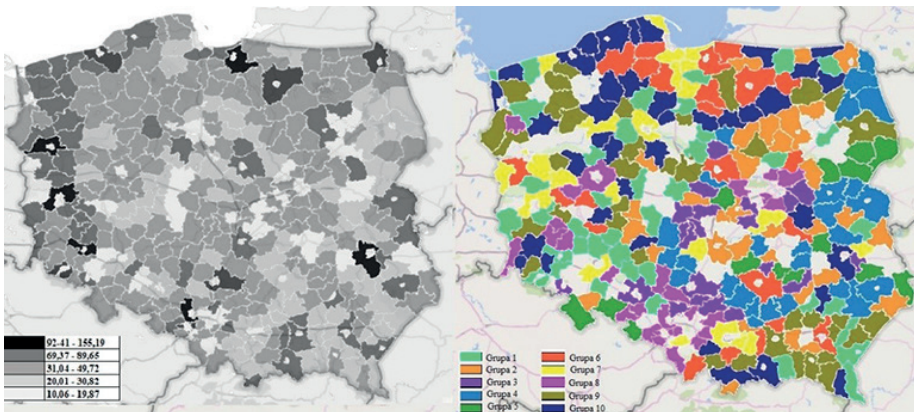 92-41 - 155,19
69,37 - 89,65
31,04 - 49,72
20,01 - 30,82
10,06 - 19,87
Grupa 1
Grupa 2
Grupa 3
Grupa 4
Grupa 5
Grupa 6
Grupa 7
Grupa 8
Grupa 9
Grupa 10